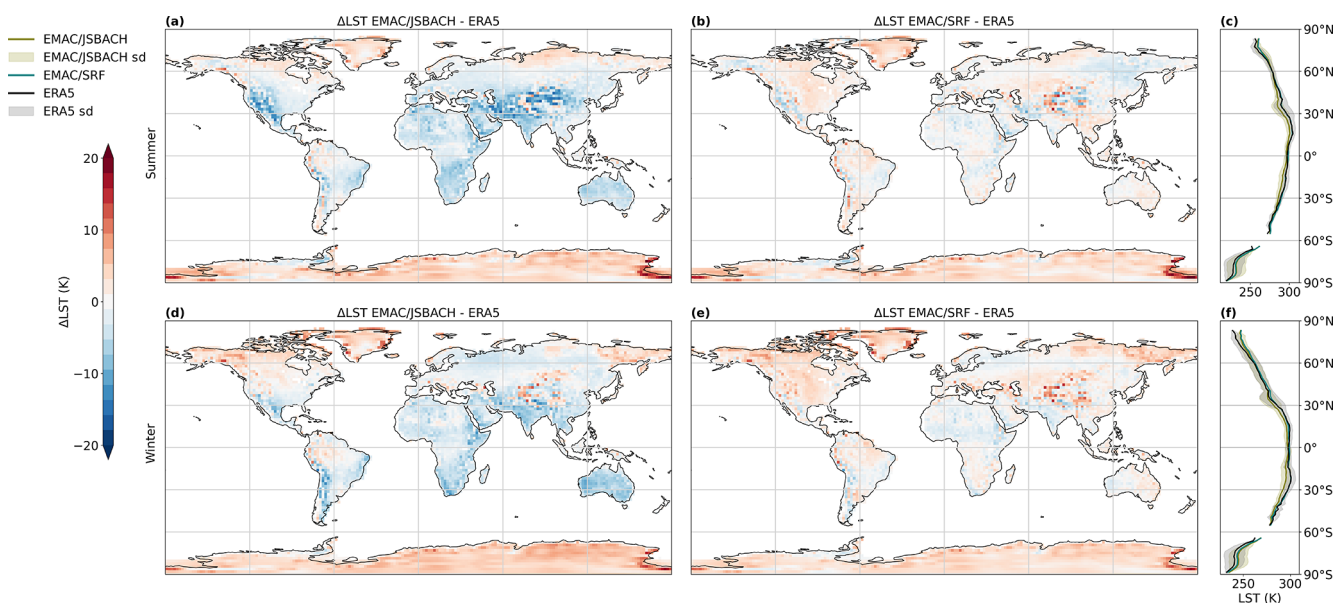 (a) ΔLST EMAC/JSBACH - ERA5
(b) ΔLST EMAC/SRF - ERA5
(c)
EMAC/JSBACH
EMAC/JSBACH sd
EMAC/SRF
ERA5
ERA5 sd
20
10
0
−10
−20
ΔLST (K)
Summer
90°N
60°N
30°N
0°
30°S
60°S
90°S
250 300
(d) ΔLST EMAC/JSBACH - ERA5
(e) ΔLST EMAC/SRF - ERA5
(f)
Winter
90°N
60°N
30°N
0°
30°S
60°S
90°S
250 300
LST (K)